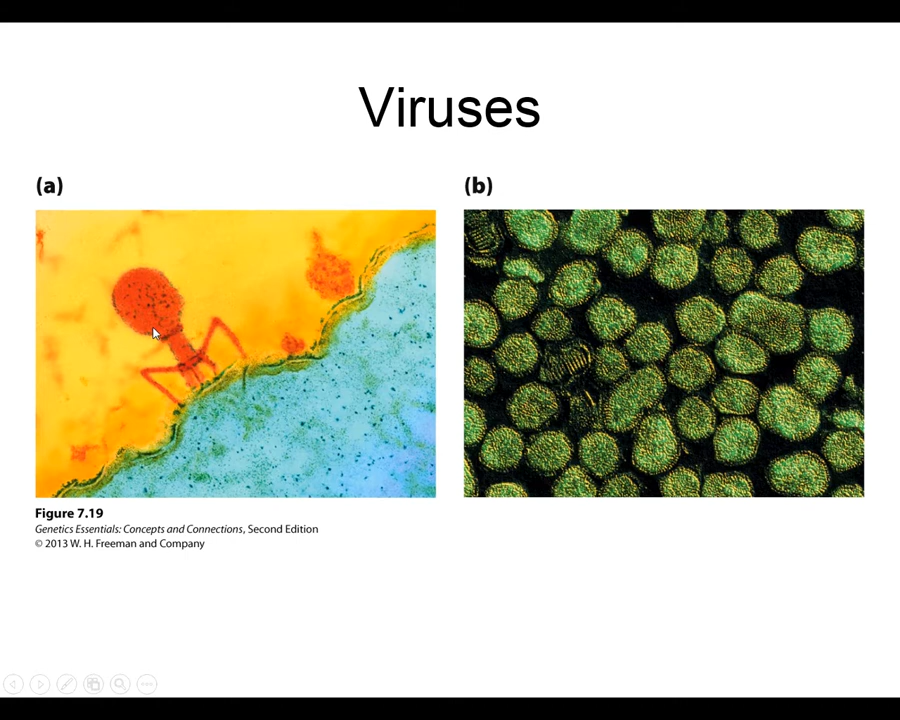 Viruses
(a)
(b)
Figure 7.19
Genetics Essentials: Concepts and Connections, Second Edition
© 2013 W. H. Freeman and Company